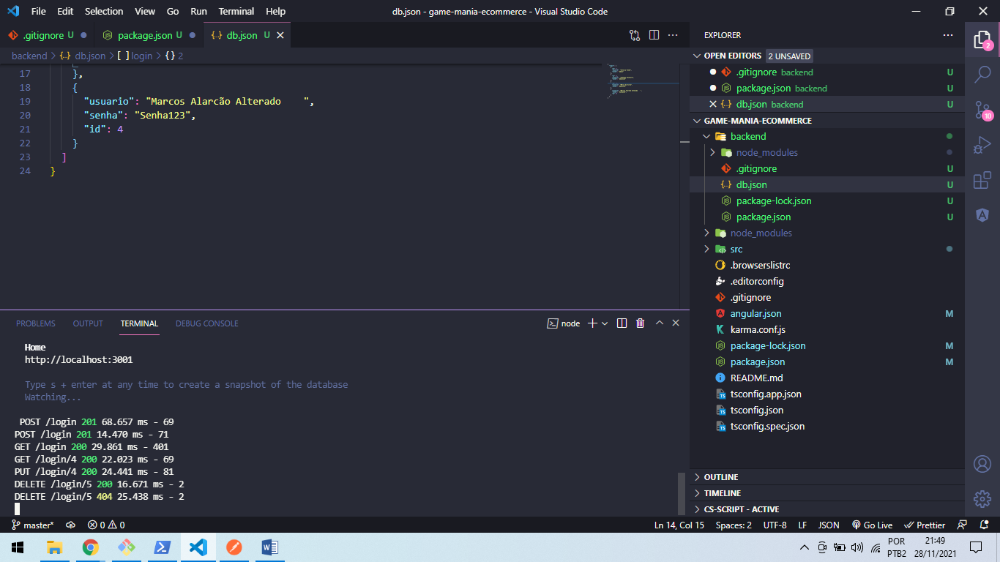 File Edit Selection View Go Run Terminal Help
db.json - game-mania-ecommerce - Visual Studio Code
.gitignore U
package.json U
db.json U
backend > db.json > [ ] login > {} 2
17 },
18 {
19 "usuario": "Marcos Alarcão Alterado    ",
20 "senha": "Senha123",
21 "id": 4
22 }
23 ]
24 }
PROBLEMS OUTPUT TERMINAL DEBUG CONSOLE
node
Home
http://localhost:3001
Type s + enter at any time to create a snapshot of the database
Watching...
POST /login 201 68.657 ms - 69
POST /login 201 14.470 ms - 71
GET /login 200 29.861 ms - 401
GET /login/4 200 22.023 ms - 69
PUT /login/4 200 24.441 ms - 81
DELETE /login/5 200 16.671 ms - 2
DELETE /login/5 404 25.438 ms - 2
EXPLORER
OPEN EDITORS 2 UNSAVED
.gitignore backend U
package.json backend U
db.json backend U
GAME-MANIA-ECOMMERCE
backend
node_modules
.gitignore U
db.json U
package-lock.json U
package.json U
node_modules
src
.browserslistrc
.editorconfig
.gitignore
angular.json M
karma.conf.js
package-lock.json M
package.json M
README.md
tsconfig.app.json
tsconfig.json
tsconfig.spec.json
OUTLINE
TIMELINE
CS-SCRIPT - ACTIVE
2
10
master* 0 0
Ln 14, Col 15 Spaces: 2 UTF-8 LF JSON Go Live Prettier
POR
PTB2
21:49
28/11/2021